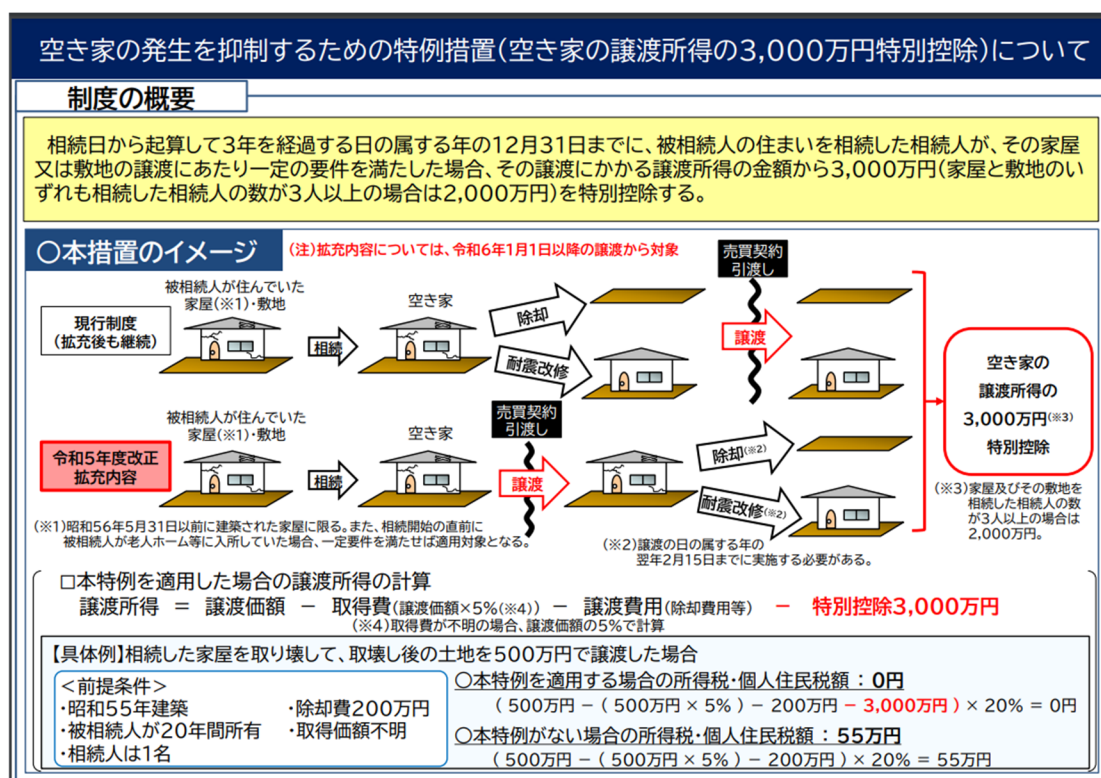 空き家の発生を抑制するための特例措置(空き家の譲渡所得の3,000万円特別控除)について
制度の概要
相続日から起算して3年を経過する日の属する年の12月31日までに、被相続人の住まいを相続した相続人が、その家屋
又は敷地の譲渡にあたり一定の要件を満たした場合、その譲渡にかかる譲渡所得の金額から3,000万円(家屋と敷地のい
ずれも相続した相続人の数が3人以上の場合は2,000万円)を特別控除する。
〇本措置のイメージ
(注)拡充内容については、令和6年1月1日以降の譲渡から対象
現行制度
(拡充後も継続)
被相続人が住んでいた
家屋(※1)・敷地
相続
空き家
除却
耐震改修
売買契約
引渡し
譲渡
令和5年度改正
拡充内容
被相続人が住んでいた
家屋(※1)・敷地
相続
空き家
売買契約
引渡し
譲渡
除却(※2)
耐震改修(※2)
空き家の
譲渡所得の
3,000万円(※3)
特別控除
(※3)家屋及びその敷地を
相続した相続人の数
が3人以上の場合は
2,000万円。
(※1)昭和56年5月31日以前に建築された家屋に限る。また、相続開始の直前に
被相続人が老人ホーム等に入所していた場合、一定要件を満たせば適用対象となる。
(※2)譲渡の日の属する年の
翌年2月15日までに実施する必要がある。
□本特例を適用した場合の譲渡所得の計算
譲渡所得 = 譲渡価額 − 取得費(譲渡価額×5%(※4)) − 譲渡費用(除却費用等) − 特別控除3,000万円
(※4)取得費が不明の場合、譲渡価額の5%で計算
【具体例】相続した家屋を取り壊して、取壊し後の土地を500万円で譲渡した場合
<前提条件>
・昭和55年建築
・除却費200万円
・被相続人が20年間所有
・取得価額不明
・相続人は1名
〇本特例を適用する場合の所得税・個人住民税額 : 0円
( 500万円 − ( 500万円 × 5% ) − 200万円 − 3,000万円 ) × 20% = 0円
〇本特例がない場合の所得税・個人住民税額 : 55万円
( 500万円 − ( 500万円 × 5% ) − 200万円 ) × 20% = 55万円